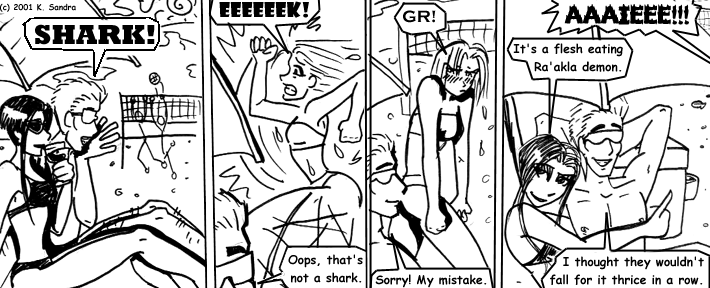 (c) 2001 K. Sandra
SHARK!
EEEEEEK!
Oops, that's
not a shark.
GR!
Sorry! My mistake.
AAAIEEE!!!
It's a flesh eating
Ra'akla demon.
I thought they wouldn't
fall for it thrice in a row.